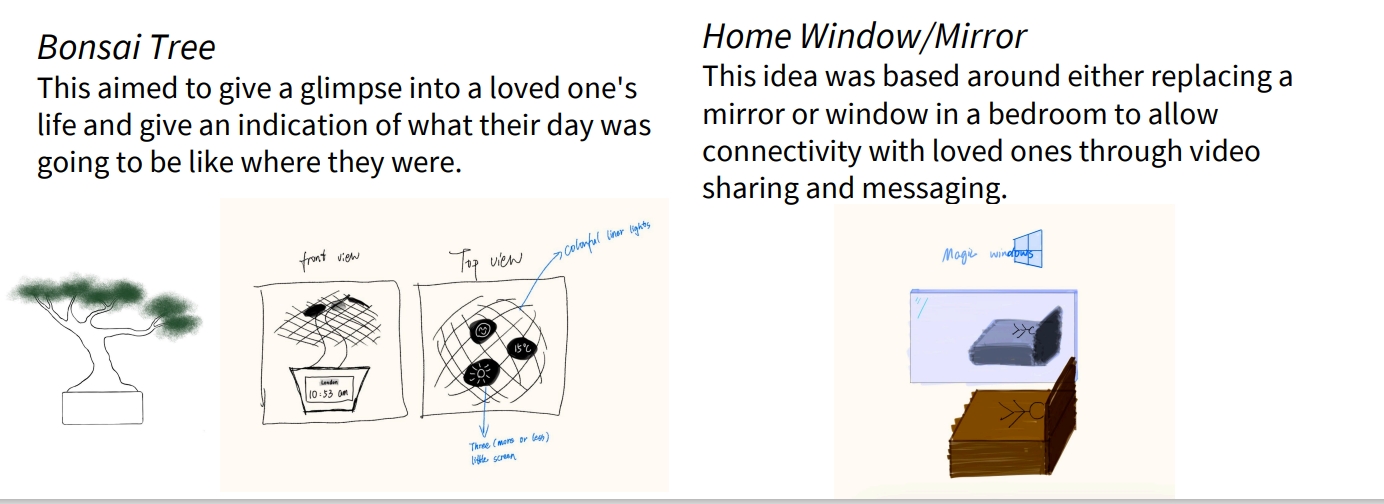 Bonsai Tree
This aimed to give a glimpse into a loved one's
life and give an indication of what their day was
going to be like where they were.
front view
Top view
Colorful liner lights
London
10:53 am
15°C
Three (more or less)
little screen
Home Window/Mirror
This idea was based around either replacing a
mirror or window in a bedroom to allow
connectivity with loved ones through video
sharing and messaging.
Magic windows